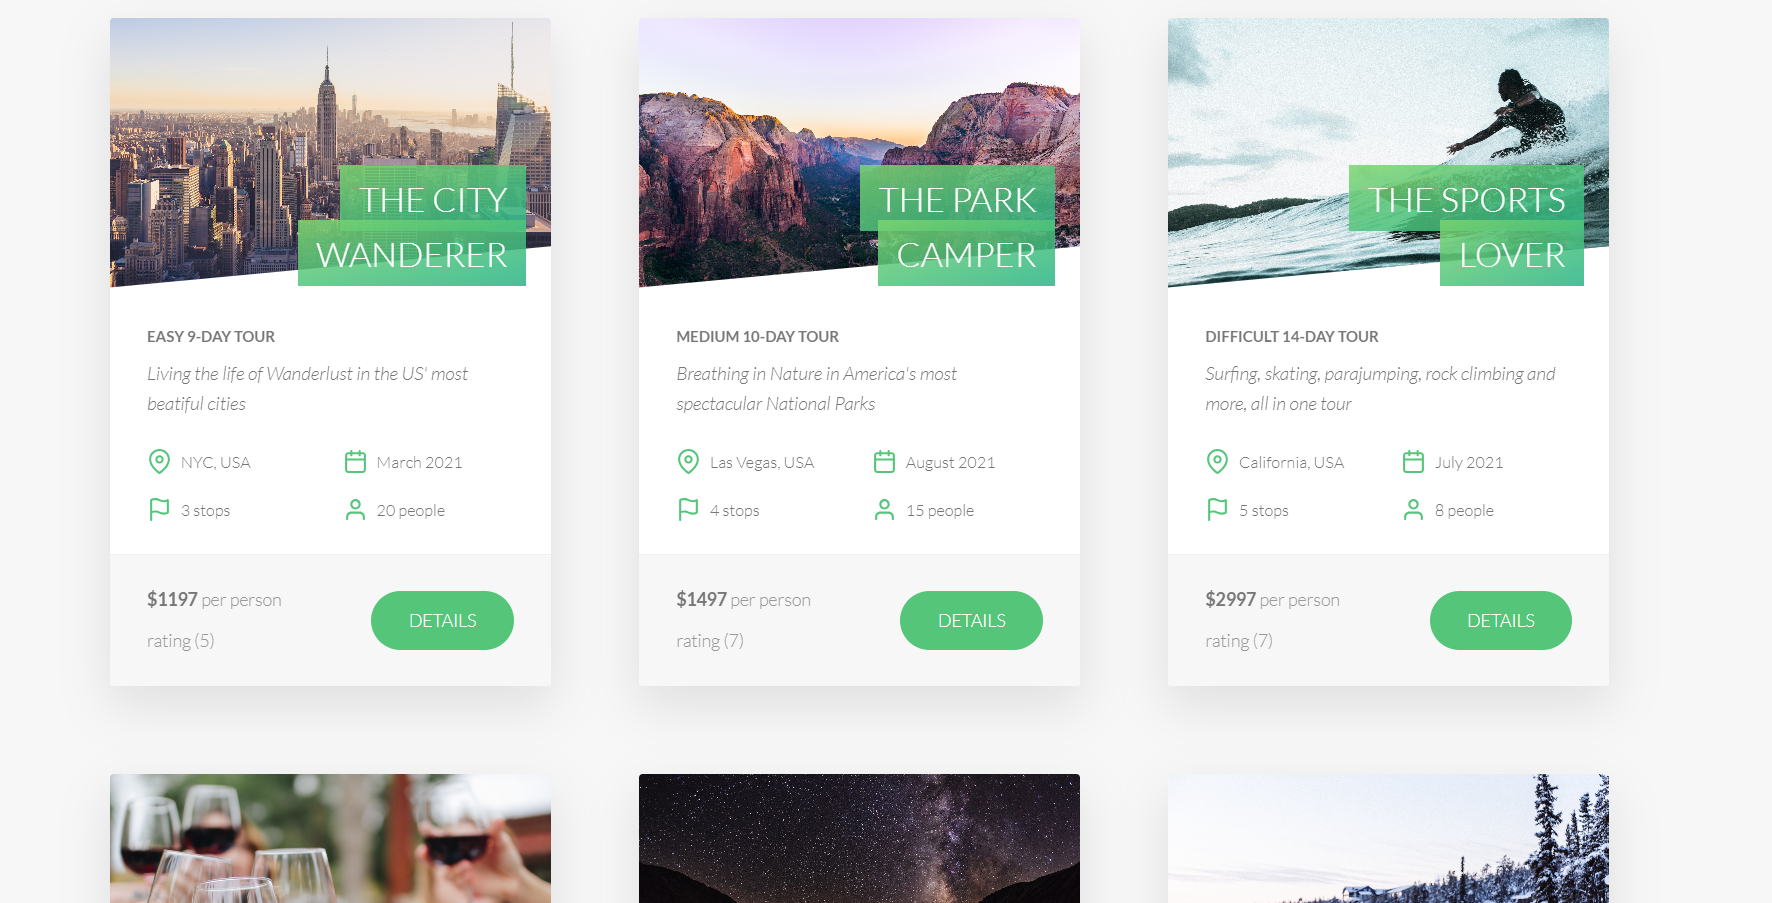 THE CITY
WANDERER
EASY 9-DAY TOUR
Living the life of Wanderlust in the US' most
beatiful cities
NYC, USA
March 2021
3 stops
20 people
$1197 per person
rating (5)
DETAILS
THE PARK
CAMPER
MEDIUM 10-DAY TOUR
Breathing in Nature in America's most
spectacular National Parks
Las Vegas, USA
August 2021
4 stops
15 people
$1497 per person
rating (7)
DETAILS
THE SPORTS
LOVER
DIFFICULT 14-DAY TOUR
Surfing, skating, parajumping, rock climbing and
more, all in one tour
California, USA
July 2021
5 stops
8 people
$2997 per person
rating (7)
DETAILS